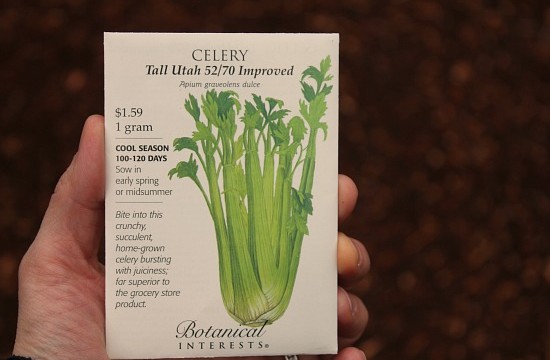 CELERY
Tall Utah 52/70 Improved
Apium graveolens dulce
$1.59
1 gram
COOL SEASON
100-120 DAYS
Sow in
early spring
or midsummer
Bite into this
crunchy,
succulent,
home-grown
celery bursting
with juiciness;
far superior to
the grocery store
product.
Botanical
INTERESTS®